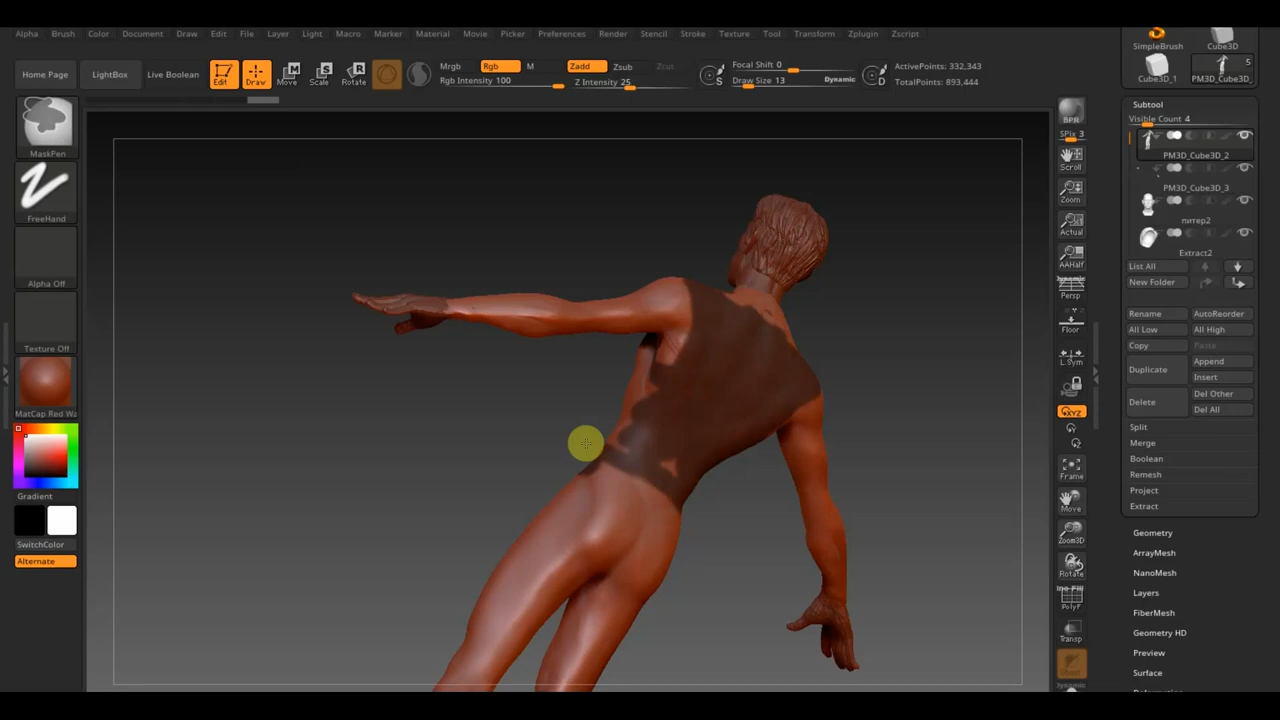 Alpha Brush Color Document Draw Edit File Layer Light Macro Marker Material Movie Picker Preferences Render Stencil Stroke Texture Tool Transform Zplugin Zscript
SimpleBrush Cube3D
Home Page LightBox Live Boolean Edit Draw Move Scale Rotate
Mrgb Rgb M
Rgb Intensity 100
Zadd Zsub Zcut
Z Intensity 25
S
Focal Shift 0
Draw Size 13 Dynamic
D
ActivePoints: 332,343
TotalPoints: 893,444
5
Cube3D_1 PM3D_Cube3D_
MaskPen
FreeHand
Alpha Off
Texture Off
MatCap Red Wa
Gradient
SwitchColor
Alternate
BPR
SPix 3
Scroll
Zoom
Actual
AAHalf
Dynamic
Persp
Floor
L.Sym
XYZ
Y
Z
Frame
Move
Zoom3D
Rotate
PolyF
Transp
Dynamic
Subtool
Visible Count 4
PM3D_Cube3D_2
PM3D_Cube3D_3
питер2
Extract2
List All
New Folder
Rename AutoReorder
All Low All High
Copy Paste
Duplicate Append
Insert
Delete Del Other
Del All
Split
Merge
Boolean
Remesh
Project
Extract
Geometry
ArrayMesh
NanoMesh
Layers
FiberMesh
Geometry HD
Preview
Surface